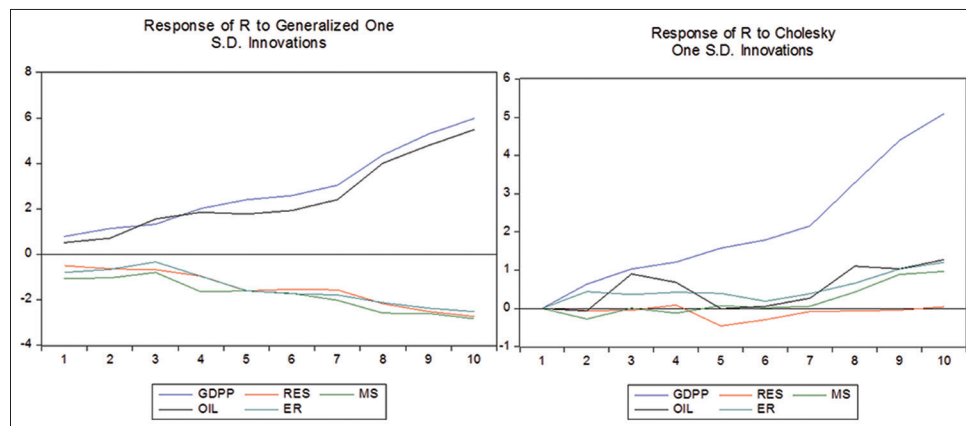 Response of R to Generalized One
S.D. Innovations
8
6
4
2
0
-2
-4
1 2 3 4 5 6 7 8 9 10
GDPP RES MS
OIL ER
Response of R to Cholesky
One S.D. Innovations
6
5
4
3
2
1
0
-1
1 2 3 4 5 6 7 8 9 10
GDPP RES MS
OIL ER